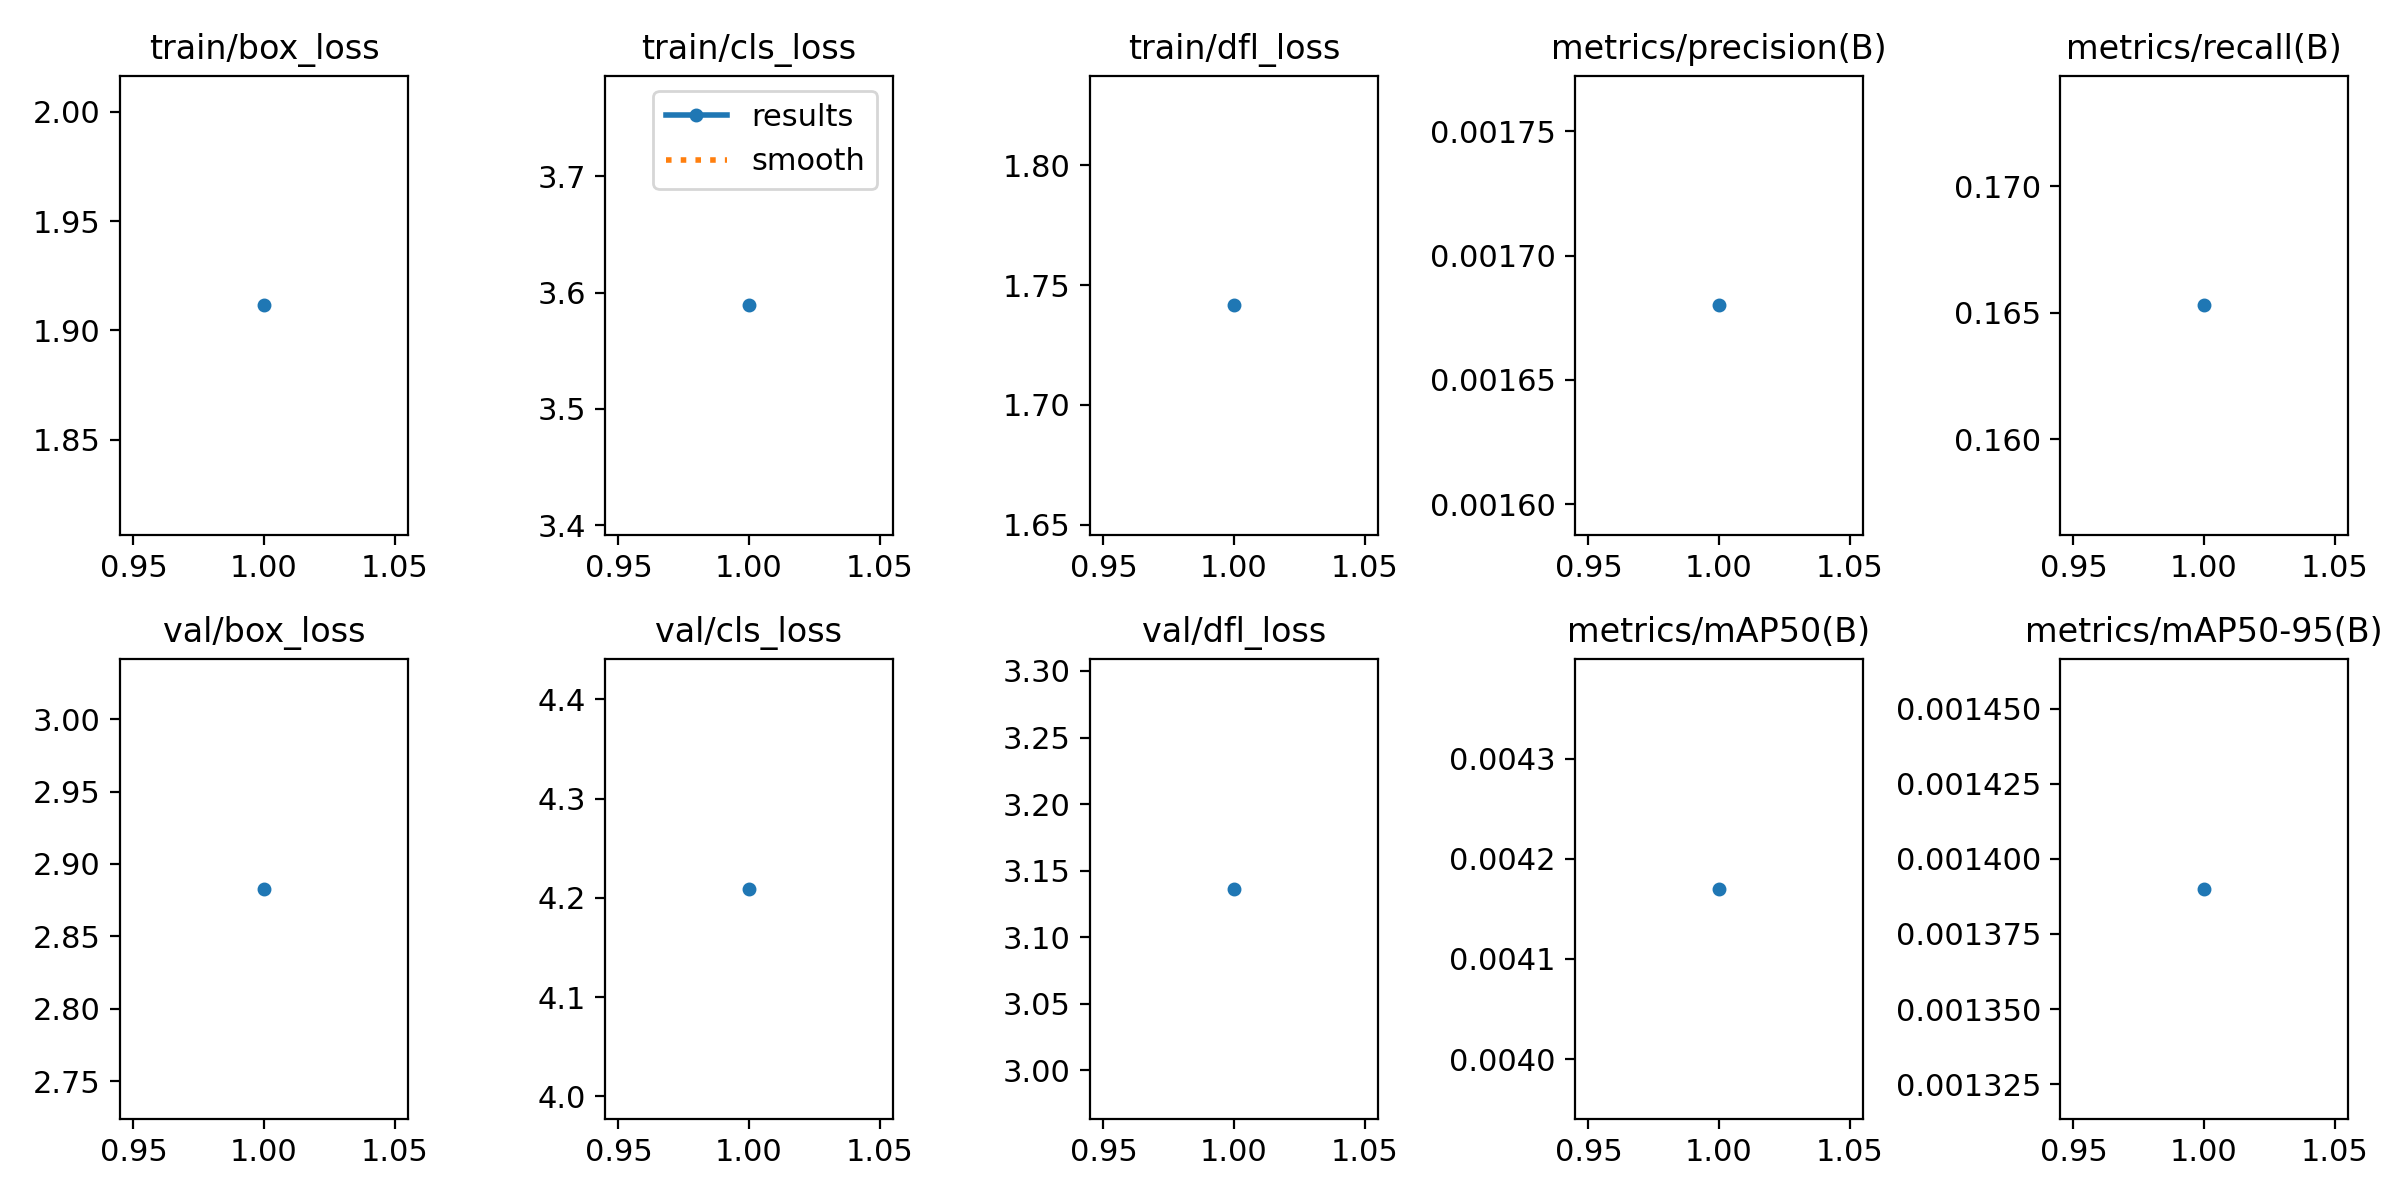 train/box_loss
2.00
1.95
1.90
1.85
0.95 1.00 1.05
train/cls_loss
results
smooth
3.7
3.6
3.5
3.4
0.95 1.00 1.05
train/dfl_loss
1.80
1.75
1.70
1.65
0.95 1.00 1.05
metrics/precision(B)
0.00175
0.00170
0.00165
0.00160
0.95 1.00 1.05
metrics/recall(B)
0.170
0.165
0.160
0.95 1.00 1.05
val/box_loss
3.00
2.95
2.90
2.85
2.80
2.75
0.95 1.00 1.05
val/cls_loss
4.4
4.3
4.2
4.1
4.0
0.95 1.00 1.05
val/dfl_loss
3.30
3.25
3.20
3.15
3.10
3.05
3.00
0.95 1.00 1.05
metrics/mAP50(B)
0.0043
0.0042
0.0041
0.0040
0.95 1.00 1.05
metrics/mAP50-95(B)
0.001450
0.001425
0.001400
0.001375
0.001350
0.001325
0.95 1.00 1.05